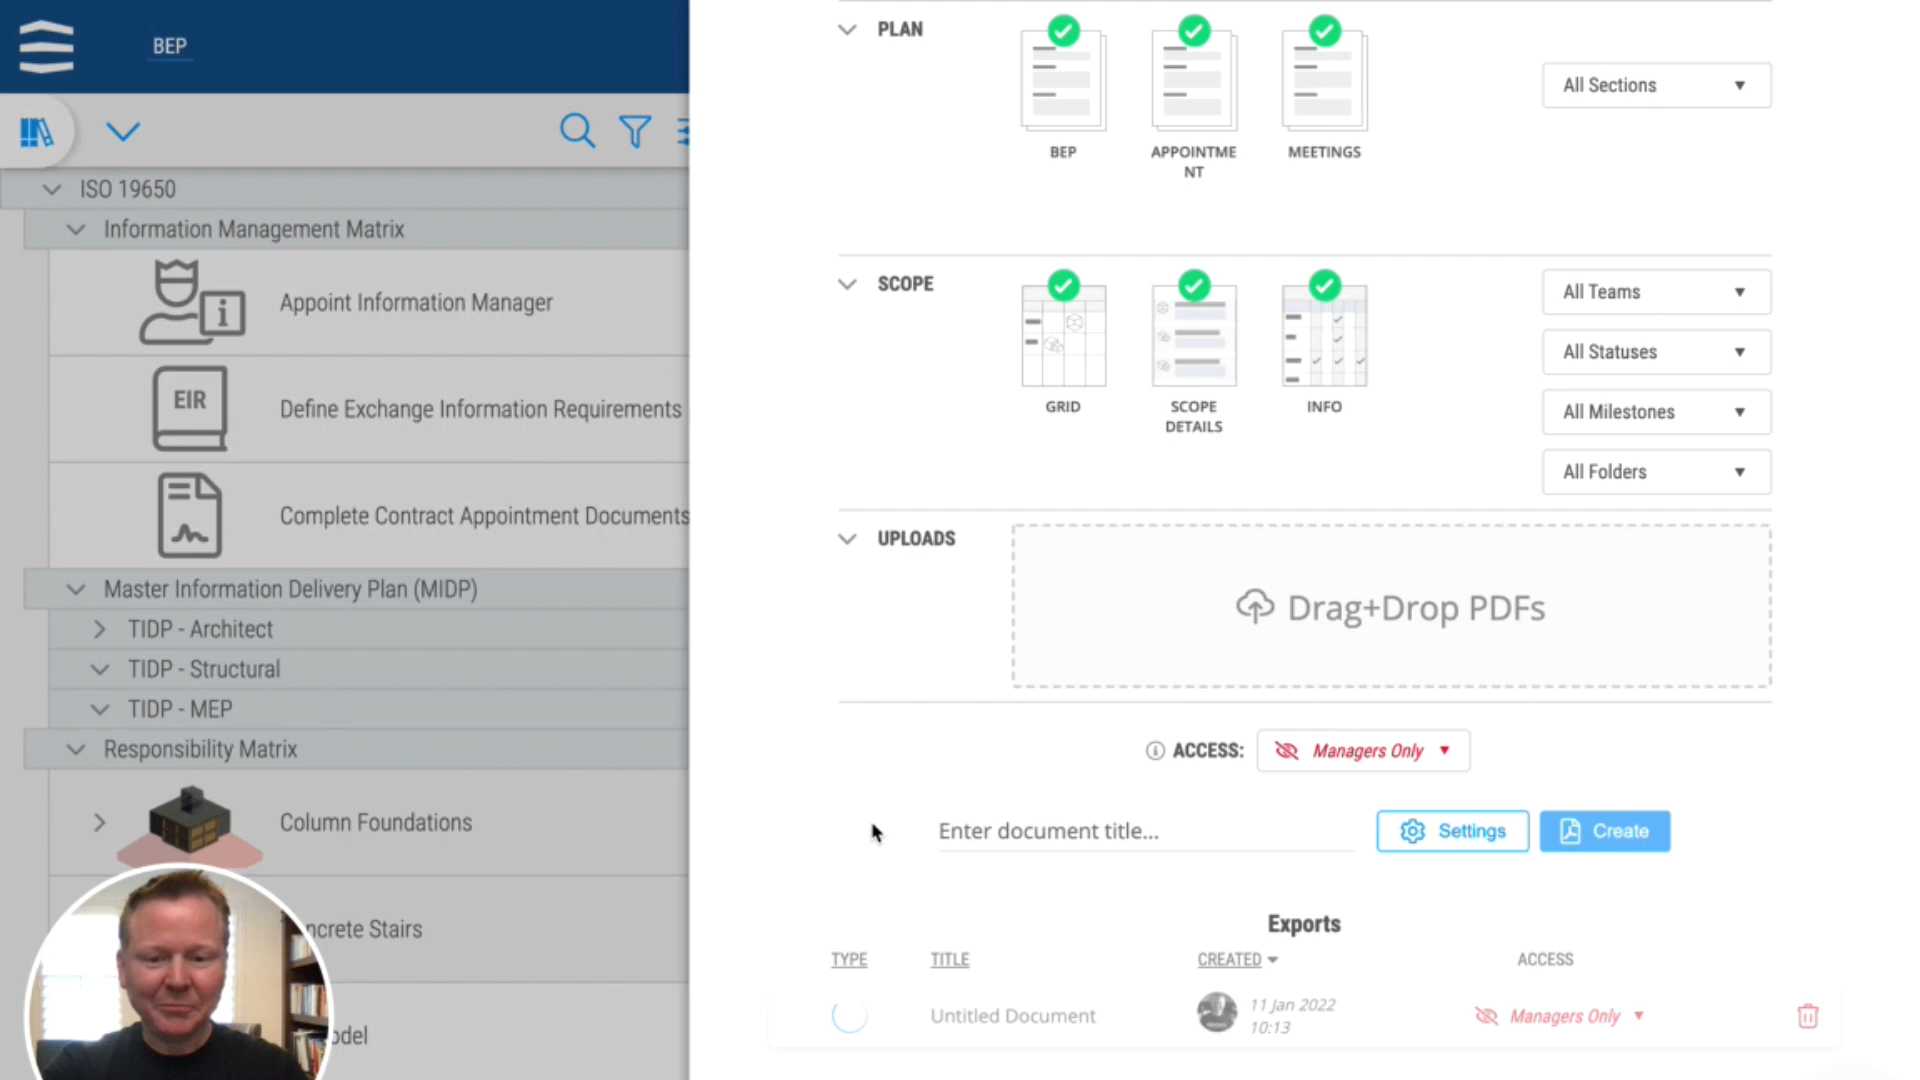 BEP
ISO 19650
Information Management Matrix
Appoint Information Manager
EIR
Define Exchange Information Requirements
Complete Contract Appointment Documents
Master Information Delivery Plan (MIDP)
TIDP - Architect
TIDP - Structural
TIDP - MEP
Responsibility Matrix
Column Foundations
ncrete Stairs
odel
PLAN
BEP
APPOINTME
NT
MEETINGS
All Sections
SCOPE
GRID
SCOPE
DETAILS
INFO
All Teams
All Statuses
All Milestones
All Folders
UPLOADS
Drag+Drop PDFs
ACCESS: Managers Only
Enter document title...
Settings
Create
Exports
TYPE TITLE CREATED ACCESS
Untitled Document 11 Jan 2022
10:13
Managers Only